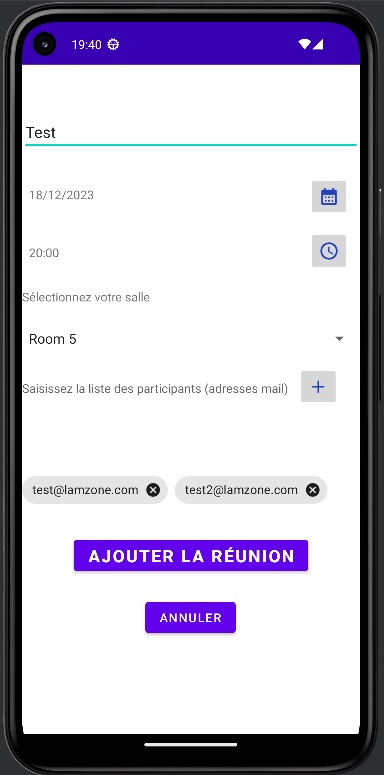 19:40
Test
18/12/2023
20:00
Sélectionnez votre salle
Room 5
Saisissez la liste des participants (adresses mail)
test@lamzone.com test2@lamzone.com
AJOUTER LA RÉUNION
ANNULER